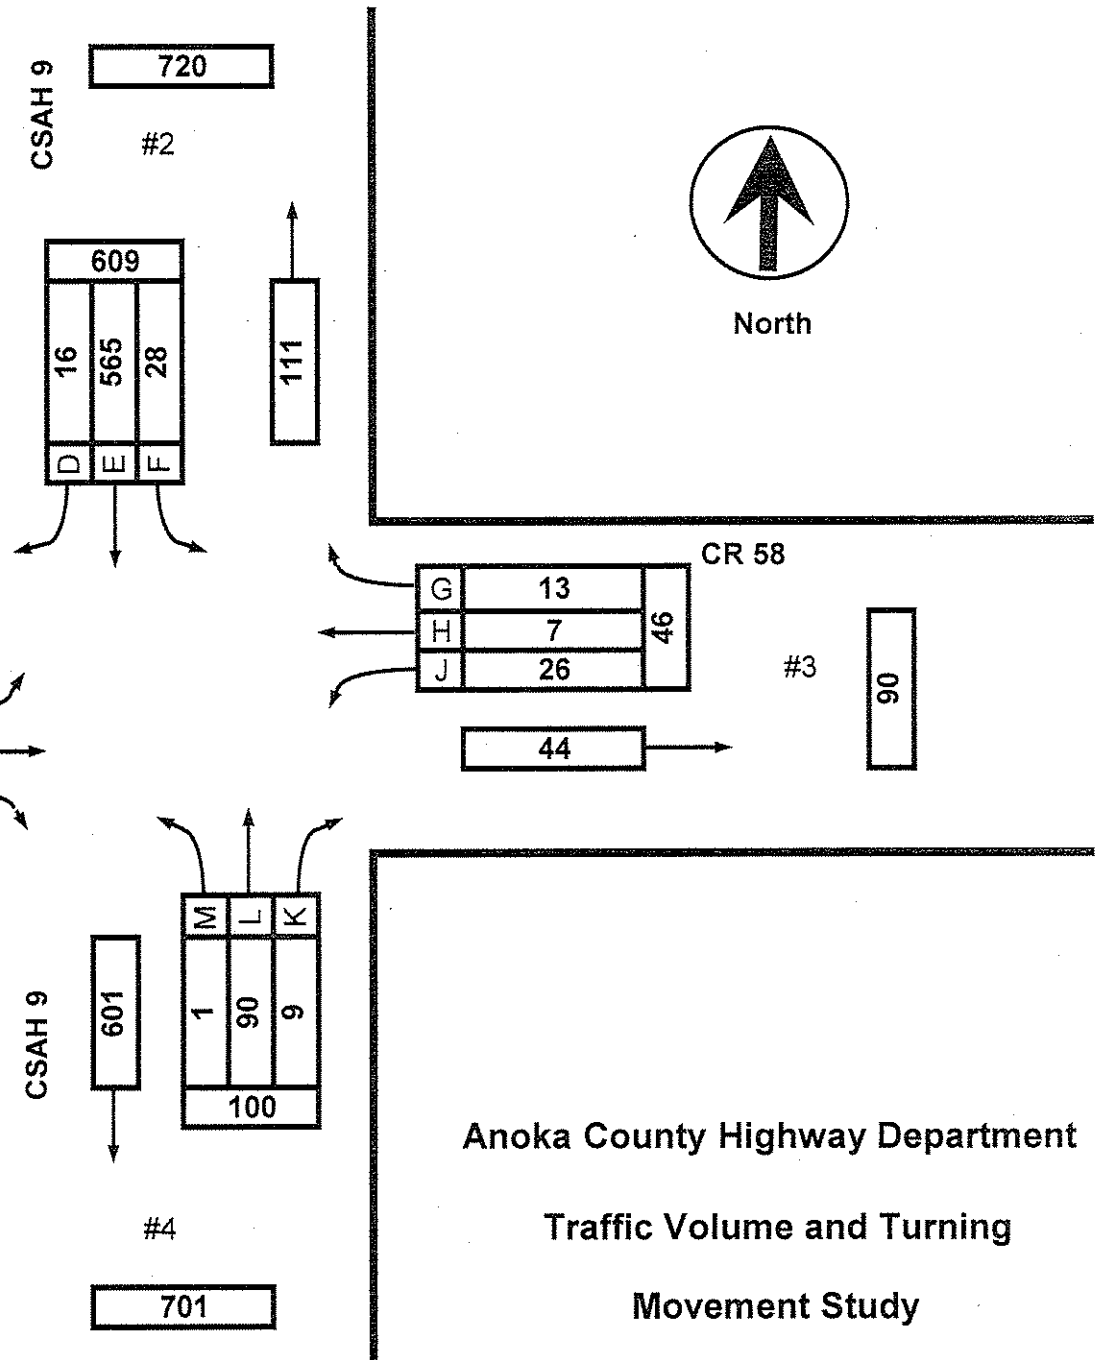 CSAH 9
720
#2
609
16
565
28
D
E
F
111
North
CR 58
G
13
H
7
J
26
46
#3
90
44
M
L
K
1
90
9
100
601
CSAH 9
#4
701
Anoka County Highway Department
Traffic Volume and Turning
Movement Study